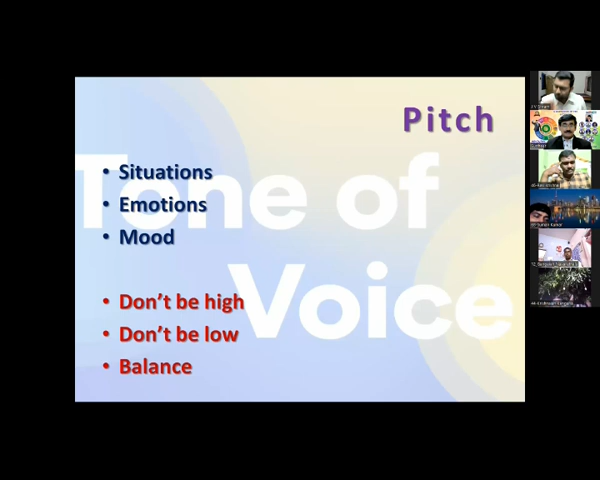 Pitch
Tone of
Voice
• Situations
• Emotions
• Mood
• Don't be high
• Don't be low
• Balance